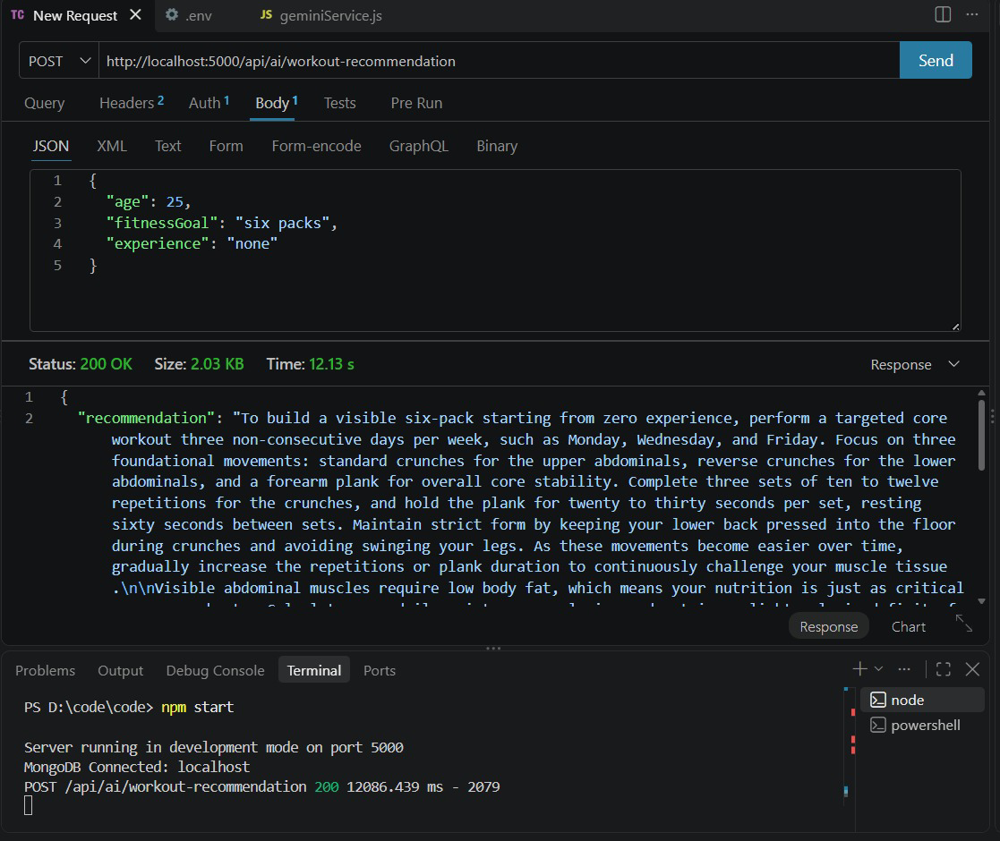 TC New Request .env JS geminiService.js
POST http://localhost:5000/api/ai/workout-recommendation Send
Query Headers 2 Auth 1 Body 1 Tests Pre Run
JSON XML Text Form Form-encode GraphQL Binary
1 {
2 "age": 25,
3 "fitnessGoal": "six packs",
4 "experience": "none"
5 }
Status: 200 OK Size: 2.03 KB Time: 12.13 s Response
1 {
2 "recommendation": "To build a visible six-pack starting from zero experience, perform a targeted core
workout three non-consecutive days per week, such as Monday, Wednesday, and Friday. Focus on three
foundational movements: standard crunches for the upper abdominals, reverse crunches for the lower
abdominals, and a forearm plank for overall core stability. Complete three sets of ten to twelve
repetitions for the crunches, and hold the plank for twenty to thirty seconds per set, resting
sixty seconds between sets. Maintain strict form by keeping your lower back pressed into the floor
during crunches and avoiding swinging your legs. As these movements become easier over time,
gradually increase the repetitions or plank duration to continuously challenge your muscle tissue
.\n\nVisible abdominal muscles require low body fat, which means your nutrition is just as critical
Response Chart
Problems Output Debug Console Terminal Ports
PS D:\code\code> npm start
node
powershell
Server running in development mode on port 5000
MongoDB Connected: localhost
POST /api/ai/workout-recommendation 200 12086.439 ms - 2079